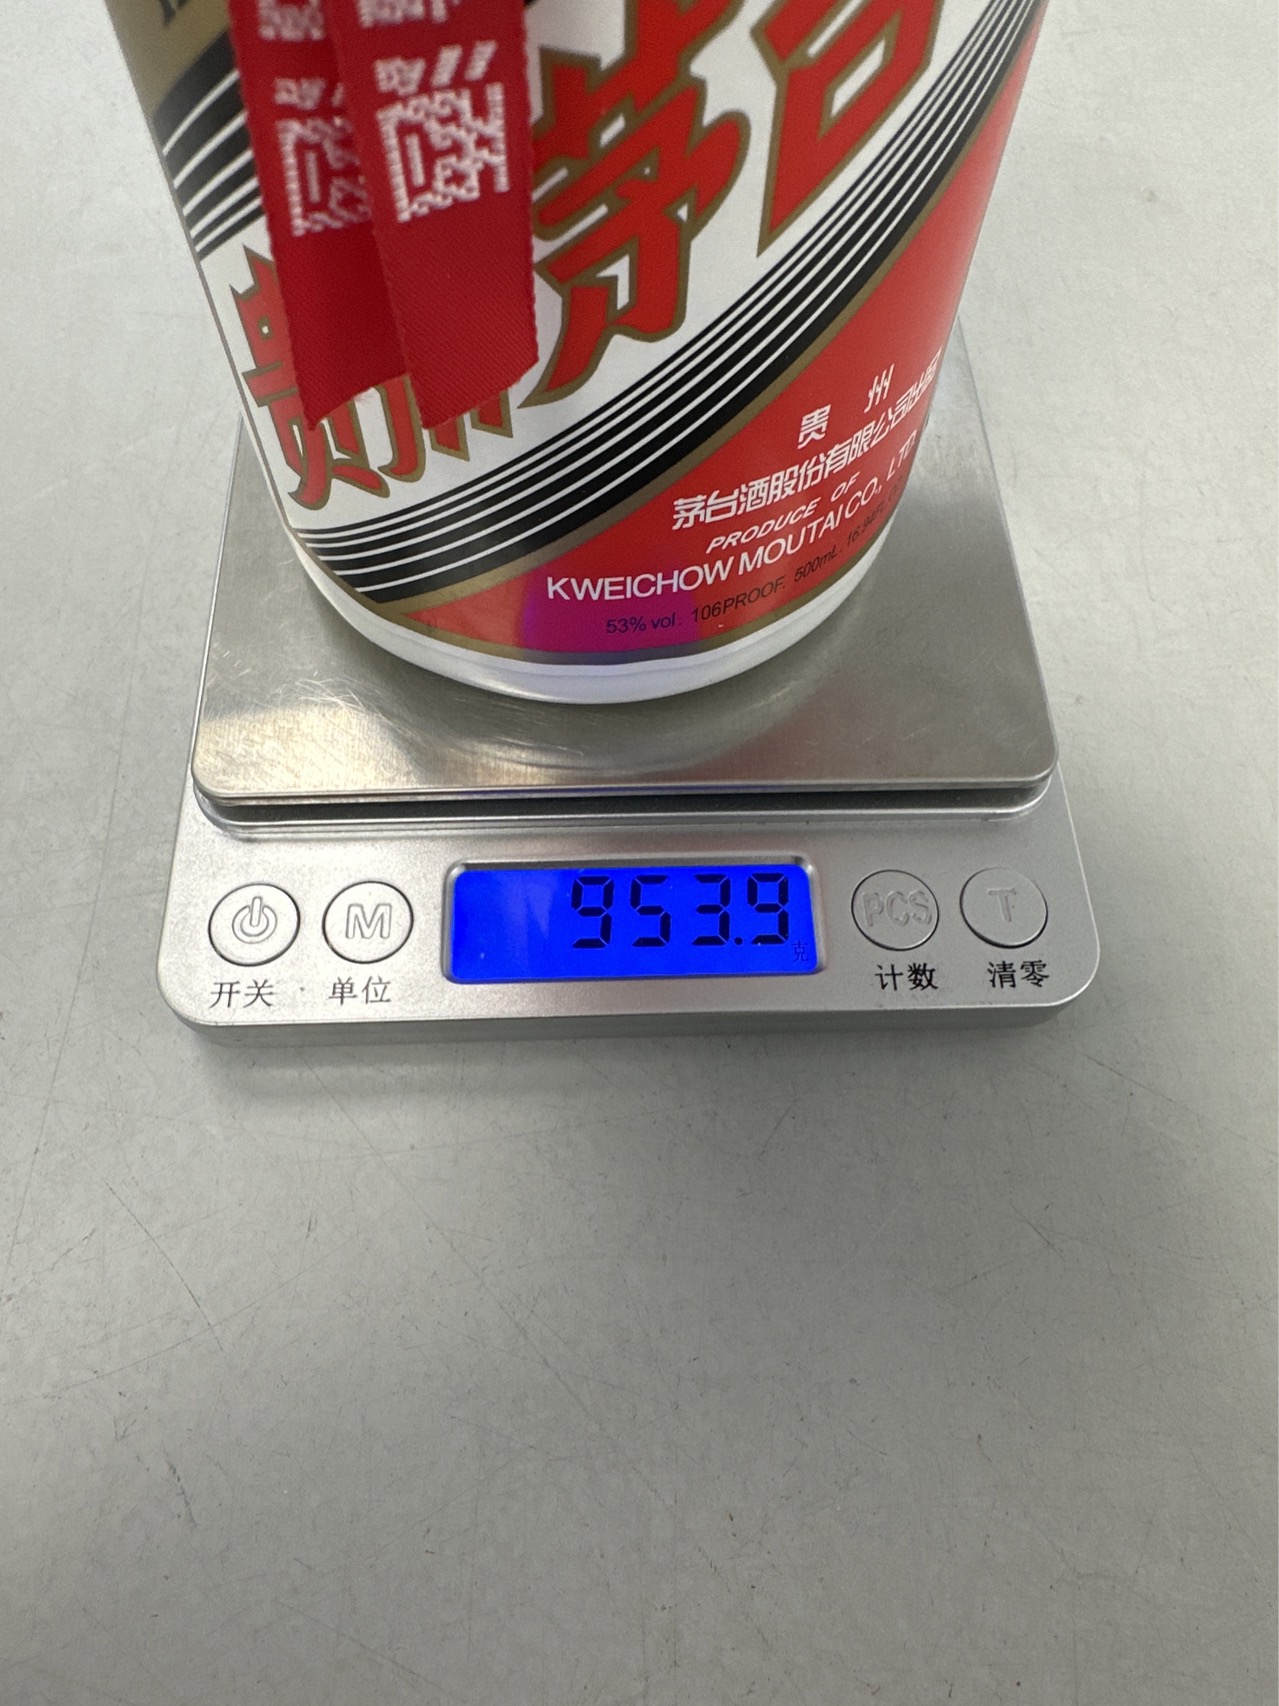 贵州茅台
贵州
茅台酒股份有限公司出品
PRODUCE OF
KWEICHOW MOUTAI CO., LTD.
53% vol. 106PROOF. 500mL. 16.94FL.
953.9
克
M
PCS
T
开关
单位
计数
清零